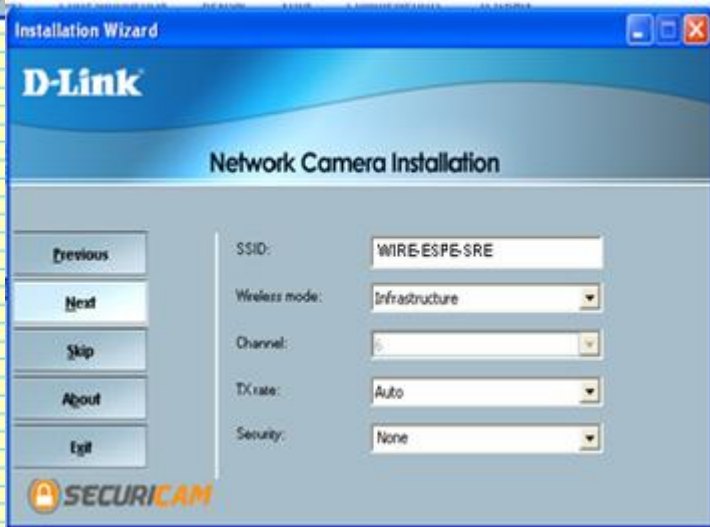 Installation Wizard
D-Link
Network Camera Installation
Previous
Next
Skip
About
Exit
SSID: WIRE-ESPE-SRE
Wireless mode: Infrastructure
Channel: 6
TX rate: Auto
Security: None
SECURICAM